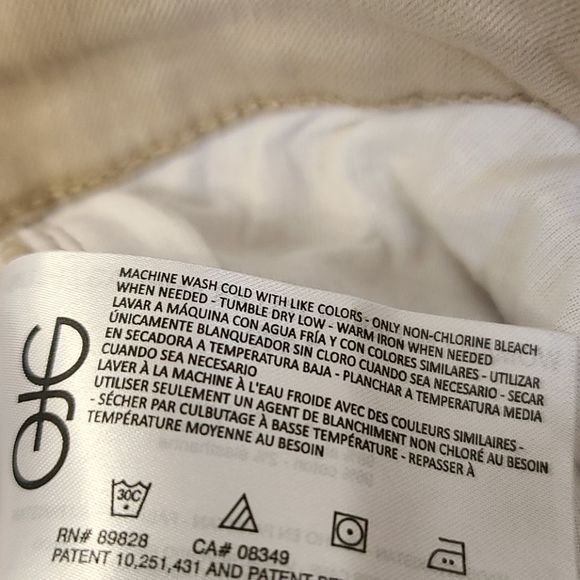 MACHINE WASH COLD WITH LIKE COLORS - ONLY NON-CHLORINE BLEACH
WHEN NEEDED - TUMBLE DRY LOW - WARM IRON WHEN NEEDED
LAVAR A MÁQUINA CON AGUA FRÍA Y CON COLORES SIMILARES - UTILIZAR
ÚNICAMENTE BLANQUEADOR SIN CLORO CUANDO SEA NECESARIO - SECAR
EN SECADORA A TEMPERATURA BAJA - PLANCHAR A TEMPERATURA MEDIA
CUANDO SEA NECESARIO
LAVER À LA MACHINE À L'EAU FROIDE AVEC DES COULEURS SIMILAIRES -
UTILISER SEULEMENT UN AGENT DE BLANCHIMENT NON CHLORÉ AU BESOIN
- SÉCHER PAR CULBUTAGE À BASSE TEMPÉRATURE - REPASSER À
TEMPÉRATURE MOYENNE AU BESOIN
30C
RN# 89828 CA# 08349
PATENT 10,251,431 AND PATENT